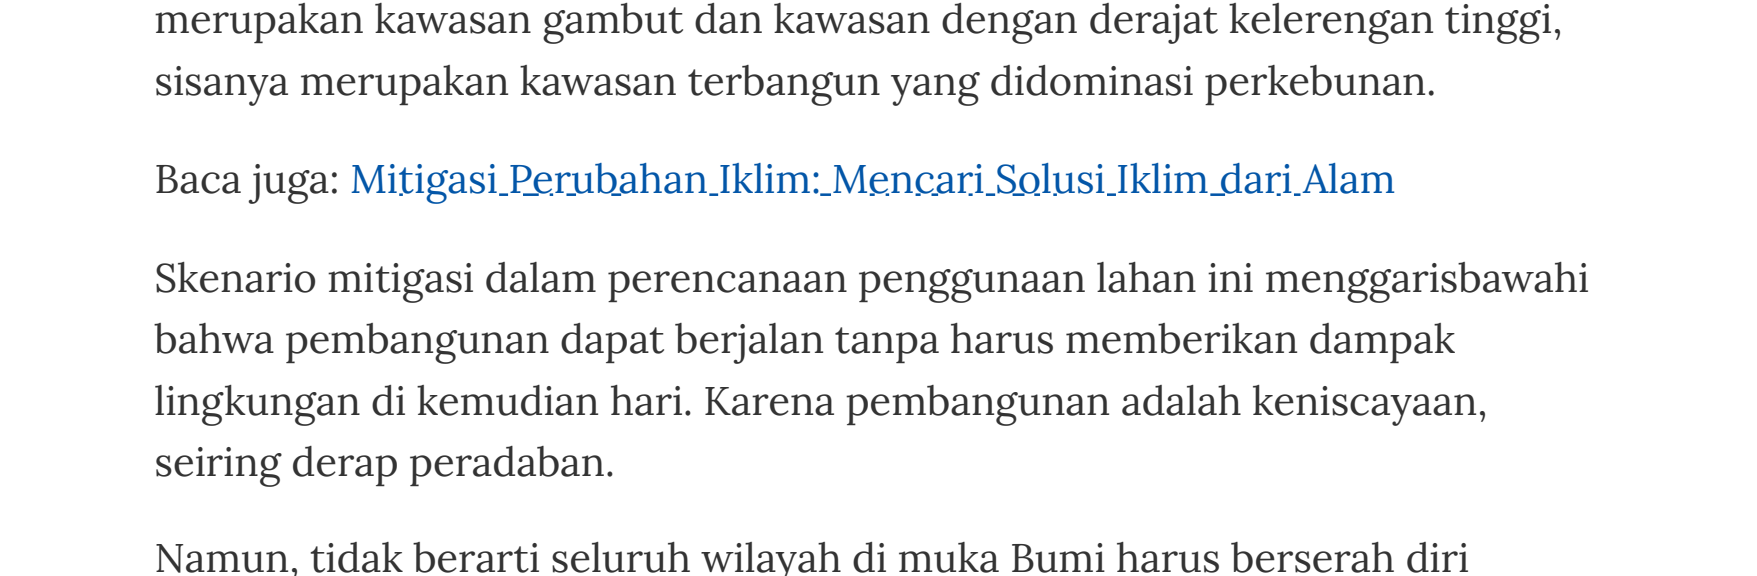 merupakan kawasan gambut dan kawasan dengan derajat kelerengan tinggi,
sisanya merupakan kawasan terbangun yang didominasi perkebunan.
Baca juga: Mitigasi Perubahan Iklim: Mencari Solusi Iklim dari Alam
Skenario mitigasi dalam perencanaan penggunaan lahan ini menggarisbawahi
bahwa pembangunan dapat berjalan tanpa harus memberikan dampak
lingkungan di kemudian hari. Karena pembangunan adalah keniscayaan,
seiring derap peradaban.
Namun, tidak berarti seluruh wilayah di muka Bumi harus berserah diri